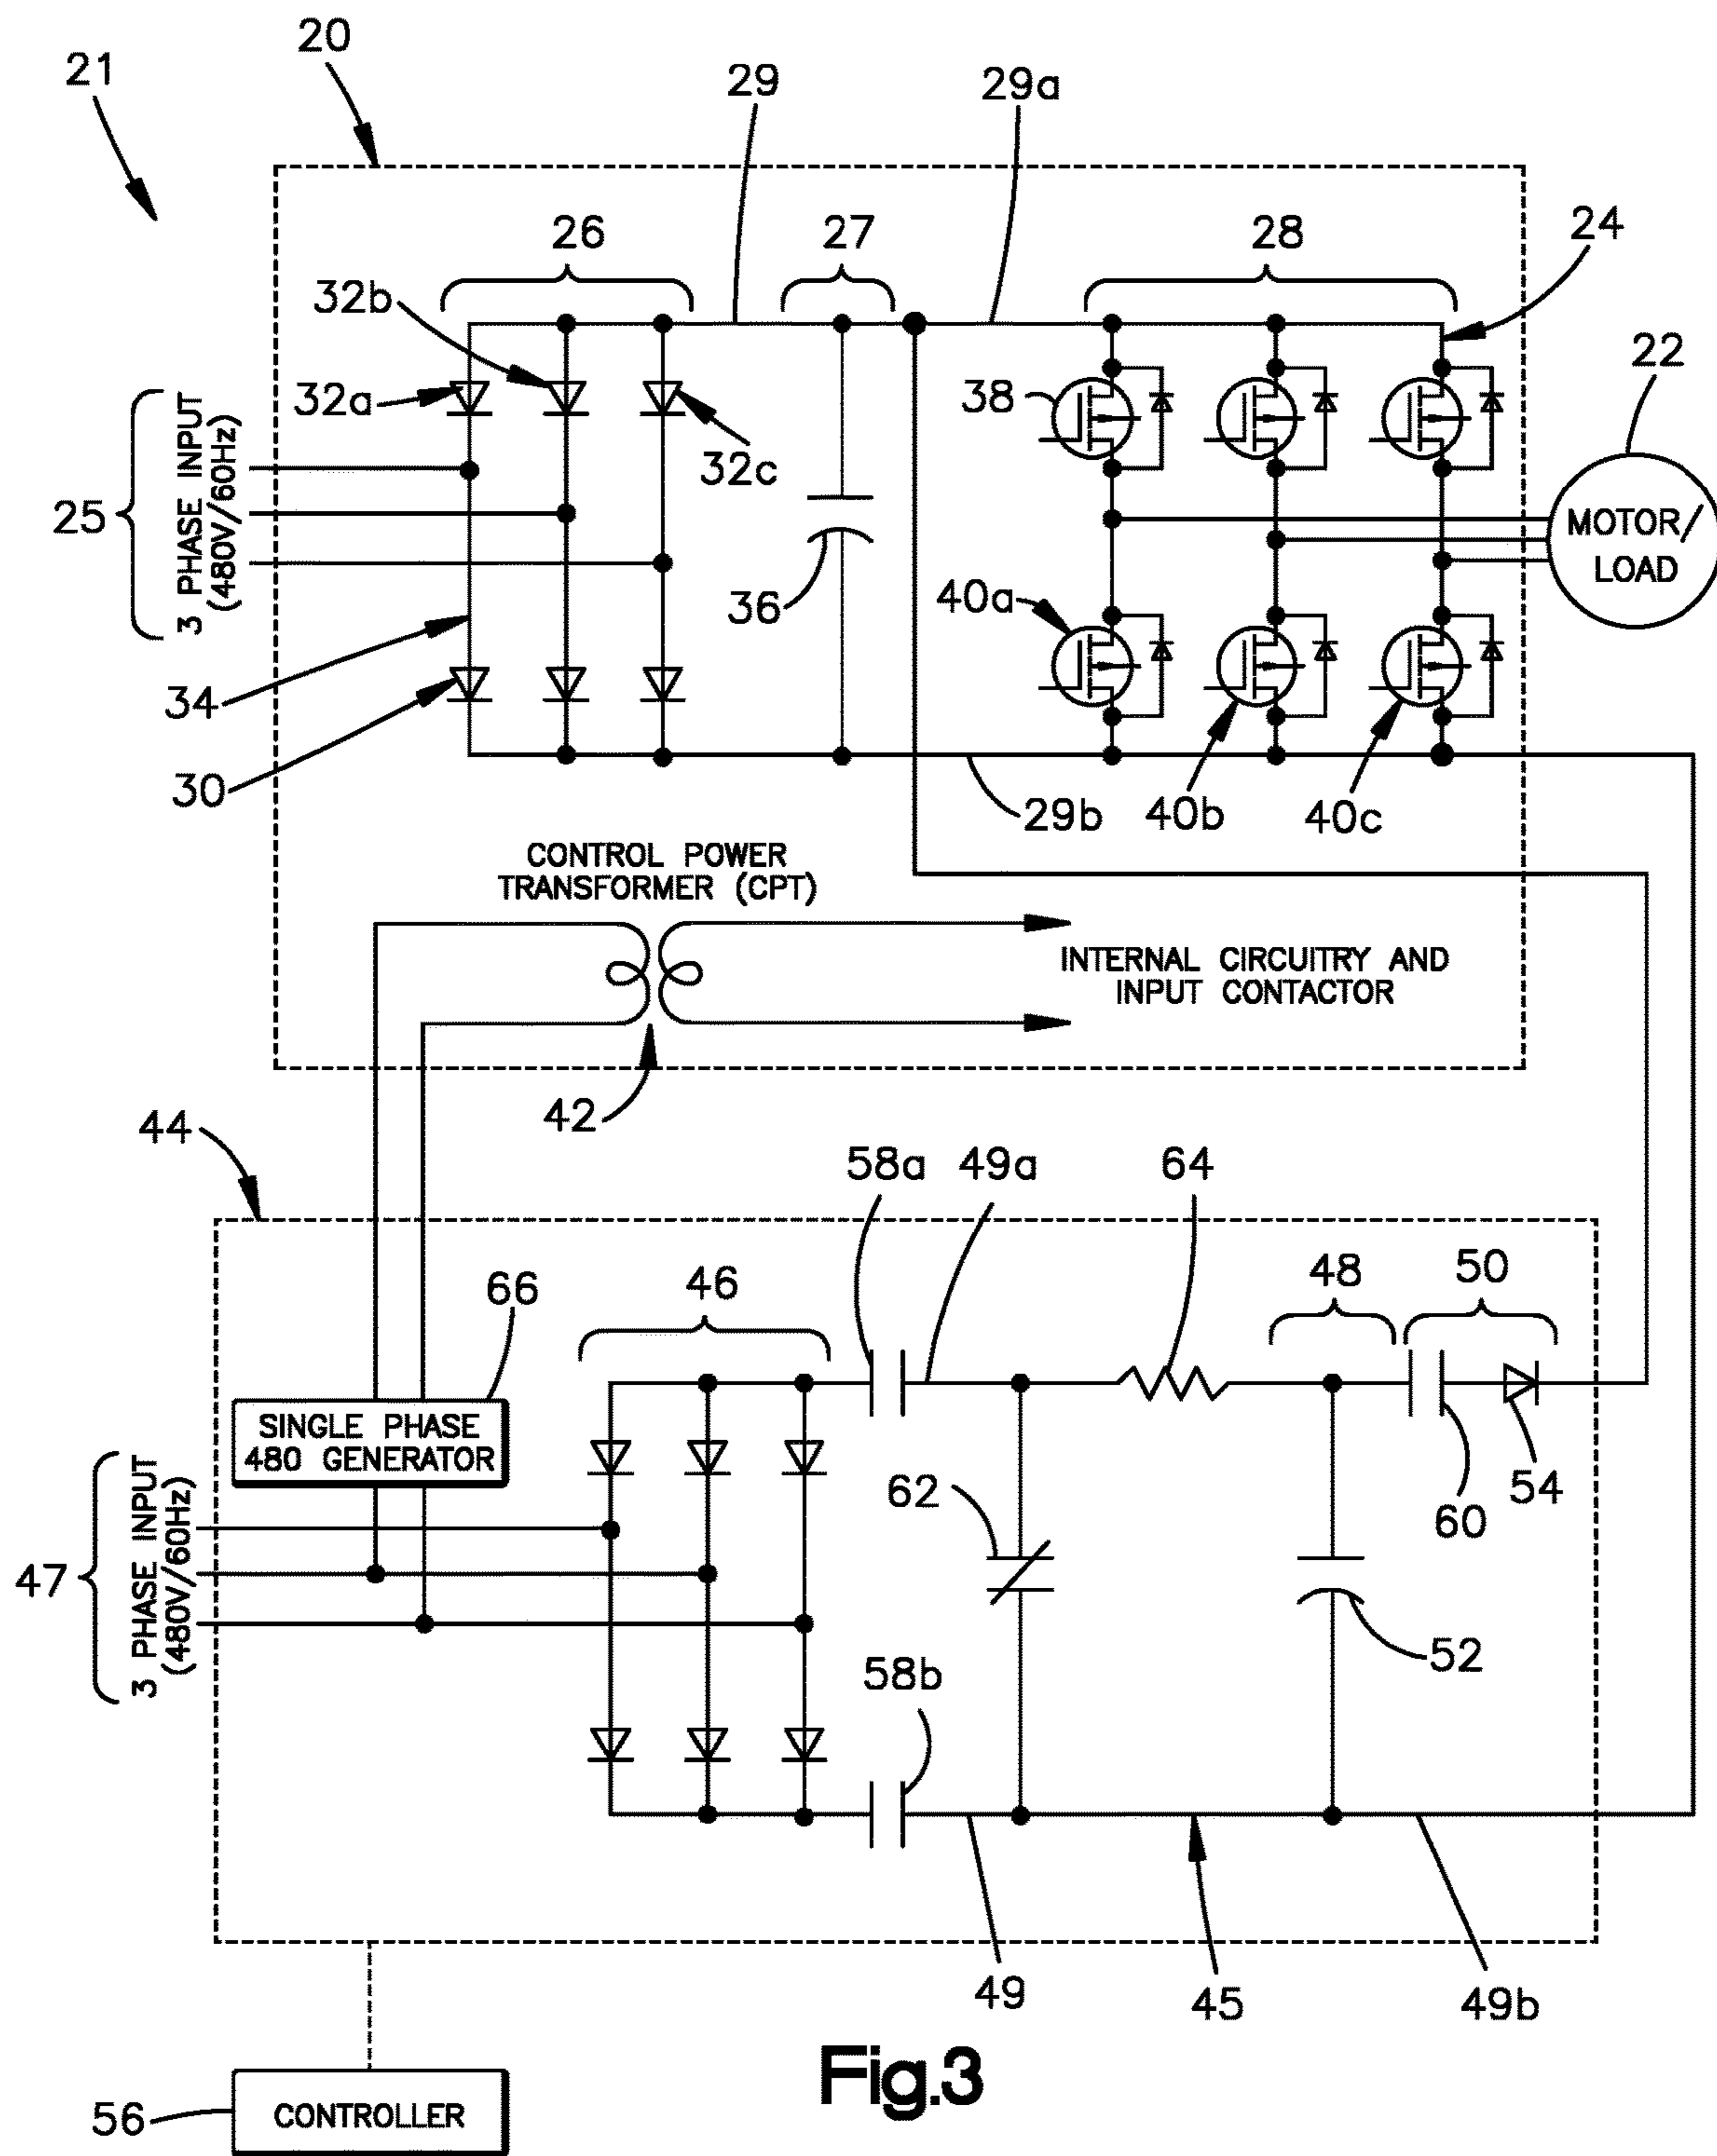 20
21
29
29a
26
27
28
24
32b
22
32a
38
32c
3 PHASE INPUT
(480V/60Hz)
25
MOTOR/
LOAD
36
40a
34
30
29b
40b
40c
CONTROL POWER
TRANSFORMER (CPT)
INTERNAL CIRCUITRY AND
INPUT CONTACTOR
42
44
58a
49a
64
66
46
48
50
SINGLE PHASE
480 GENERATOR
62
60
54
3 PHASE INPUT
(480V/60Hz)
47
52
58b
49
45
49b
Fig.3
56
CONTROLLER